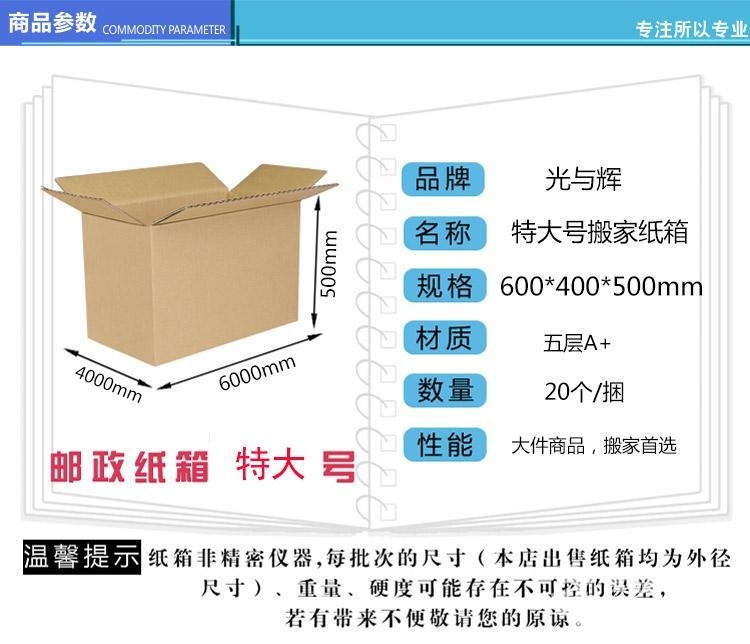 商品参数 COMMODITY PARAMETER
专注所以专业
品牌 光与辉
名称 特大号搬家纸箱
规格 600*400*500mm
材质 五层A+
数量 20个/捆
性能 大件商品，搬家首选
500mm
4000mm
6000mm
邮政纸箱 特大 号
温馨提示 纸箱非精密仪器,每批次的尺寸（本店出售纸箱均为外径
尺寸）、重量、硬度可能存在不可控的误差，
若有带来不便敬请您的原谅。